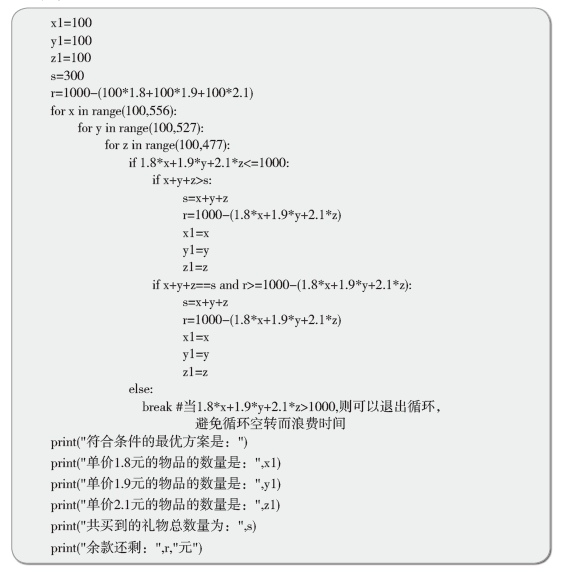 x1=100
y1=100
z1=100
s=300
r=1000−(100*1.8+100*1.9+100*2.1)
for x in range(100,556):
for y in range(100,527):
for z in range(100,477):
if 1.8*x+1.9*y+2.1*z<=1000:
if x+y+z>s:
s=x+y+z
r=1000−(1.8*x+1.9*y+2.1*z)
x1=x
y1=y
z1=z
if x+y+z==s and r>=1000−(1.8*x+1.9*y+2.1*z):
s=x+y+z
r=1000−(1.8*x+1.9*y+2.1*z)
x1=x
y1=y
z1=z
else:
break #当1.8*x+1.9*y+2.1*z>1000,则可以退出循环，
避免循环空转而浪费时间
print("符合条件的最优方案是：")
print("单价1.8元的物品的数量是：",x1)
print("单价1.9元的物品的数量是：",y1)
print("单价2.1元的物品的数量是：",z1)
print("共买到的礼物总数量为：",s)
print("余款还剩：",r,"元")